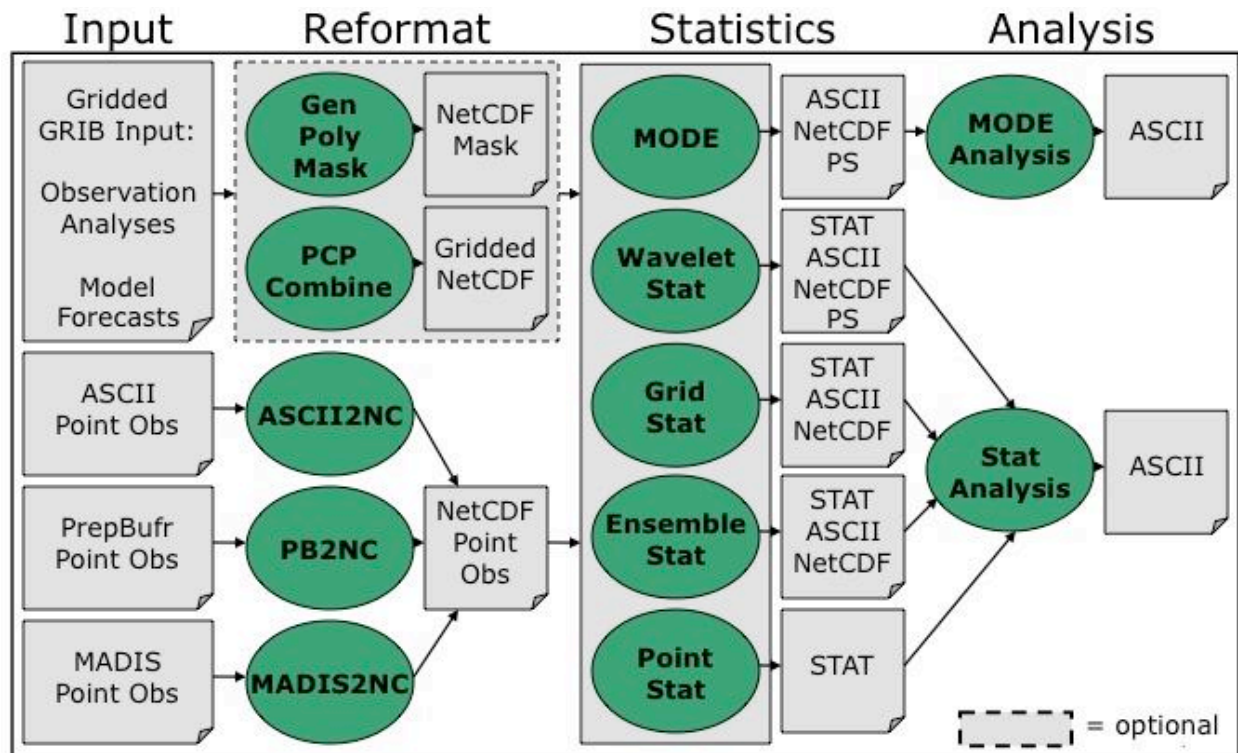 Input
Reformat
Statistics
Analysis
Gridded
GRIB Input:
Observation
Analyses
Model
Forecasts
Gen
Poly
Mask
NetCDF
Mask
PCP
Combine
Gridded
NetCDF
MODE
ASCII
NetCDF
PS
MODE
Analysis
ASCII
Wavelet
Stat
STAT
ASCII
NetCDF
PS
ASCII
Point Obs
ASCII2NC
Grid
Stat
STAT
ASCII
NetCDF
Stat
Analysis
ASCII
PrepBufr
Point Obs
PB2NC
NetCDF
Point
Obs
Ensemble
Stat
STAT
ASCII
NetCDF
MADIS
Point Obs
MADIS2NC
Point
Stat
STAT
= optional